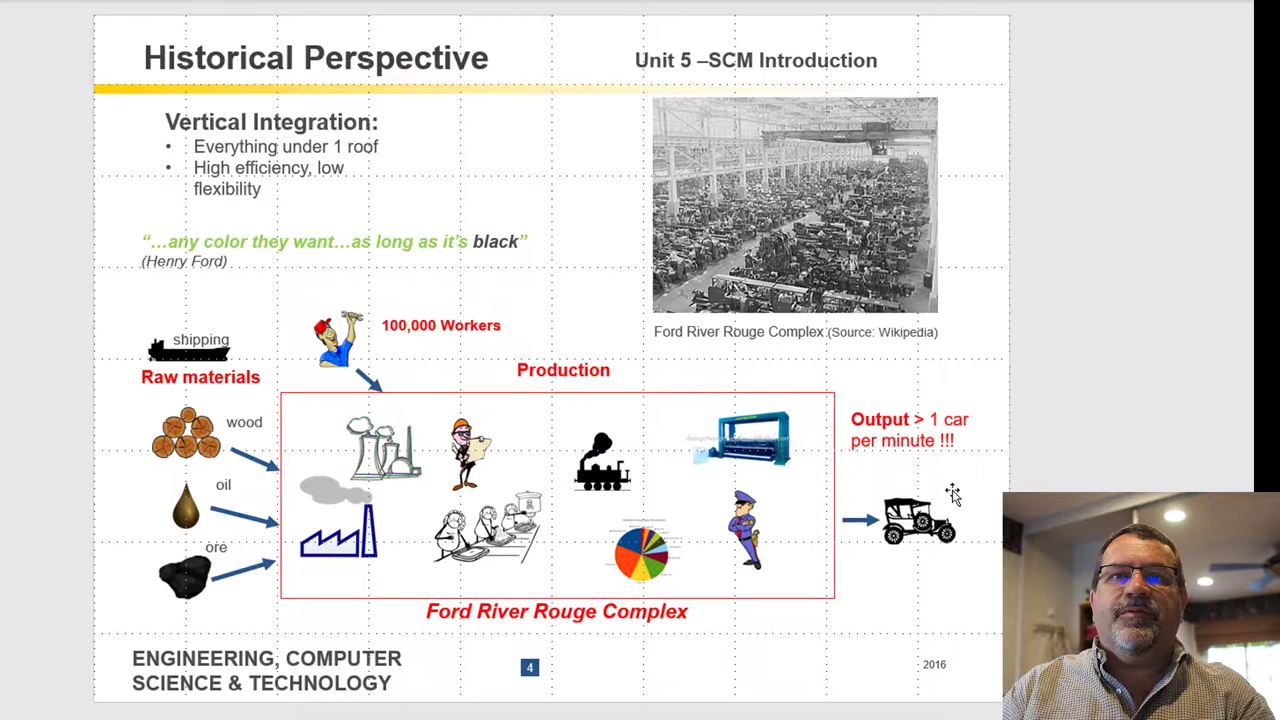 Historical Perspective
Unit 5 –SCM Introduction
Vertical Integration:
• Everything under 1 roof
• High efficiency, low
flexibility
“…any color they want…as long as it’s black”
(Henry Ford)
Ford River Rouge Complex (Source: Wikipedia)
shipping
100,000 Workers
Raw materials
Production
wood
oil
ore
Output > 1 car
per minute !!!
Ford River Rouge Complex
ENGINEERING, COMPUTER
SCIENCE & TECHNOLOGY
4
2016